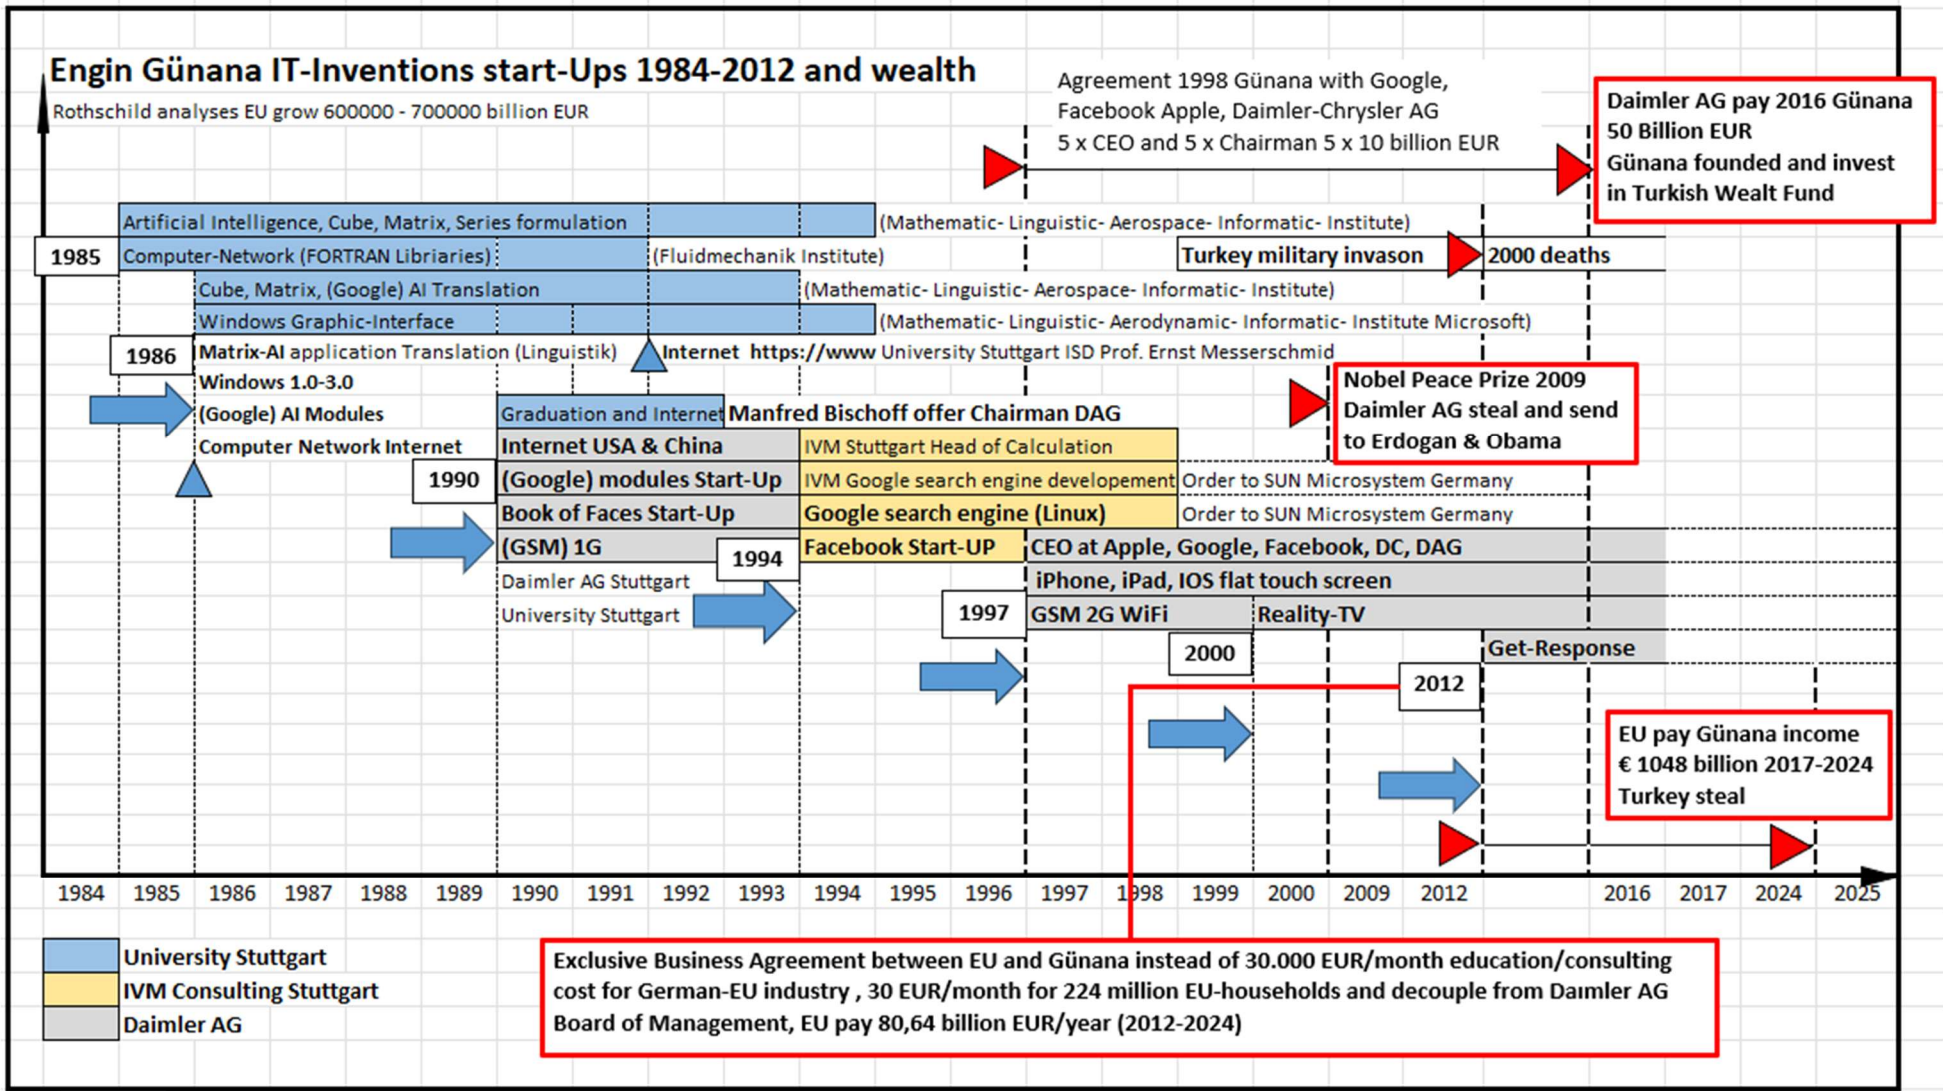 Engin Günana IT-Inventions start-Ups 1984-2012 and wealth
Rothschild analyses EU grow 600000 - 700000 billion EUR
Agreement 1998 Günana with Google,
Facebook Apple, Daimler-Chrysler AG
5 x CEO and 5 x Chairman 5 x 10 billion EUR
Daimler AG pay 2016 Günana
50 Billion EUR
Günana founded and invest
in Turkish Wealt Fund
Artificial Intelligence, Cube, Matrix, Series formulation
(Mathematic- Linguistic- Aerospace- Informatic- Institute)
1985
Computer-Network (FORTRAN Libriaries)
(Fluidmechanik Institute)
Turkey military invason
2000 deaths
Cube, Matrix, (Google) AI Translation
(Mathematic- Linguistic- Aerospace- Informatic- Institute)
Windows Graphic-Interface
(Mathematic- Linguistic- Aerodynamic- Informatic- Institute Microsoft)
1986
Matrix-AI application Translation (Linguistik)
Internet https://www University Stuttgart ISD Prof. Ernst Messerschmid
Windows 1.0-3.0
(Google) AI Modules
Computer Network Internet
Nobel Peace Prize 2009
Daimler AG steal and send
to Erdogan & Obama
Graduation and Internet
Manfred Bischoff offer Chairman DAG
Internet USA & China
IVM Stuttgart Head of Calculation
1990
(Google) modules Start-Up
IVM Google search engine developement
Order to SUN Microsystem Germany
Book of Faces Start-Up
Google search engine (Linux)
Order to SUN Microsystem Germany
(GSM) 1G
1994
Facebook Start-UP
CEO at Apple, Google, Facebook, DC, DAG
Daimler AG Stuttgart
iPhone, iPad, IOS flat touch screen
University Stuttgart
1997
GSM 2G WiFi
Reality-TV
2000
Get-Response
2012
EU pay Günana income
€ 1048 billion 2017-2024
Turkey steal
1984 1985 1986 1987 1988 1989 1990 1991 1992 1993 1994 1995 1996 1997 1998 1999 2000 2009 2012 2016 2017 2024 2025
University Stuttgart
IVM Consulting Stuttgart
Daimler AG
Exclusive Business Agreement between EU and Günana instead of 30.000 EUR/month education/consulting
cost for German-EU industry , 30 EUR/month for 224 million EU-households and decouple from Daimler AG
Board of Management, EU pay 80,64 billion EUR/year (2012-2024)